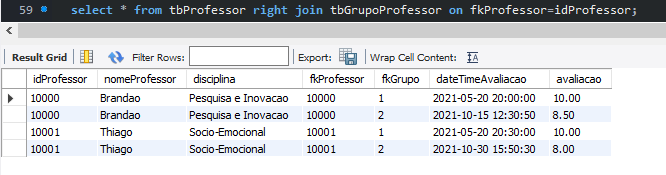 59 select * from tbProfessor right join tbGrupoProfessor on fkProfessor=idProfessor;
Result Grid Filter Rows: Export: Wrap Cell Content:
idProfessor nomeProfessor disciplina fkProfessor fkGrupo dateTimeAvaliacao avaliacao
10000 Brandao Pesquisa e Inovacao 10000 1 2021-05-20 20:00:00 10.00
10000 Brandao Pesquisa e Inovacao 10000 2 2021-10-15 12:30:50 8.50
10001 Thiago Socio-Emocional 10001 1 2021-05-20 20:30:00 10.00
10001 Thiago Socio-Emocional 10001 2 2021-10-30 15:50:30 8.00